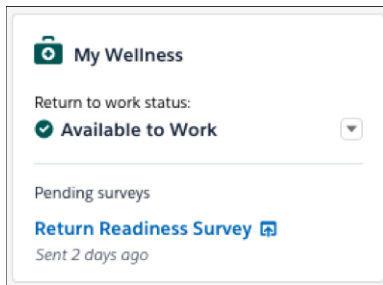 My Wellness
Return to work status:
Available to Work
Pending surveys
Return Readiness Survey
Sent 2 days ago